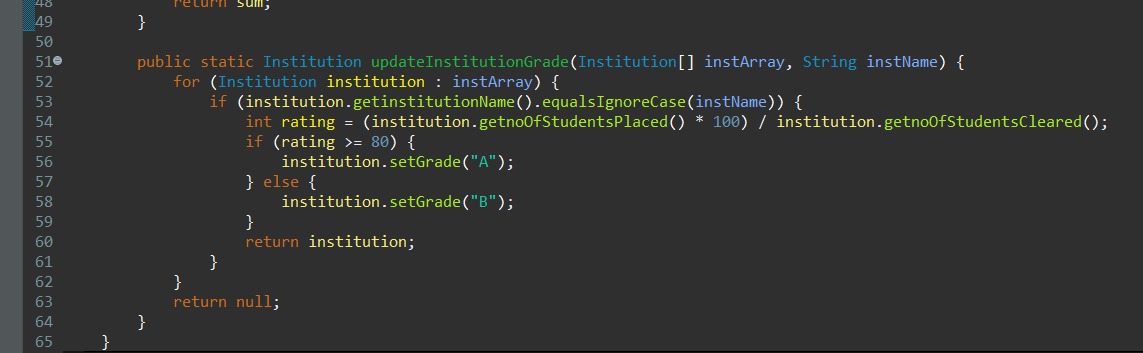 48 return sum;
49 }
50
51 public static Institution updateInstitutionGrade(Institution[] instArray, String instName) {
52 for (Institution institution : instArray) {
53 if (institution.getinstitutionName().equalsIgnoreCase(instName)) {
54 int rating = (institution.getnoOfStudentsPlaced() * 100) / institution.getnoOfStudentsCleared();
55 if (rating >= 80) {
56 institution.setGrade("A");
57 } else {
58 institution.setGrade("B");
59 }
60 return institution;
61 }
62 }
63 return null;
64 }
65 }